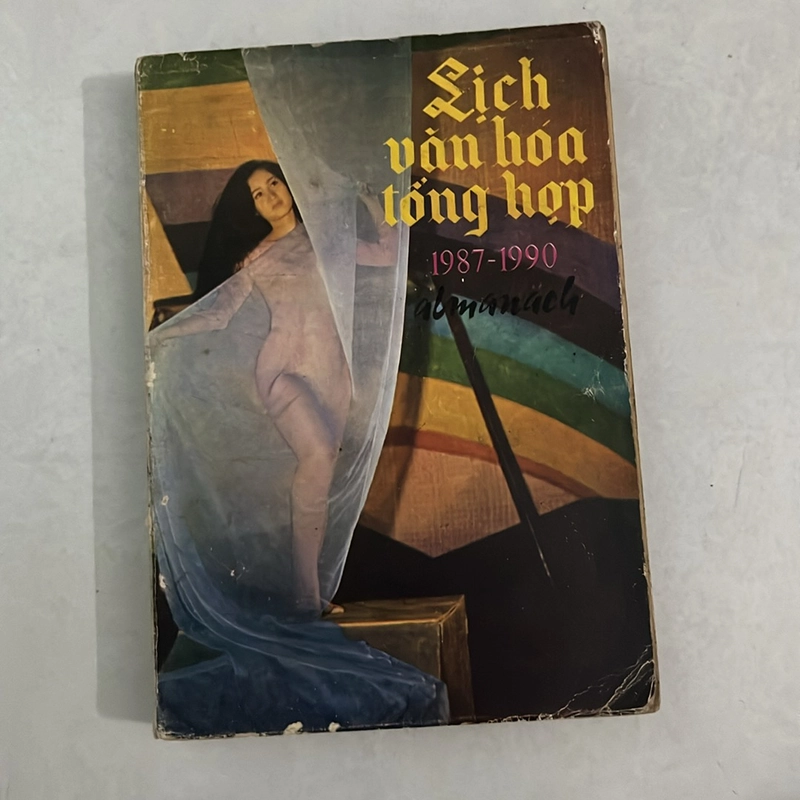 Lịch
văn hóa
tổng hợp
1987-1990
almanach